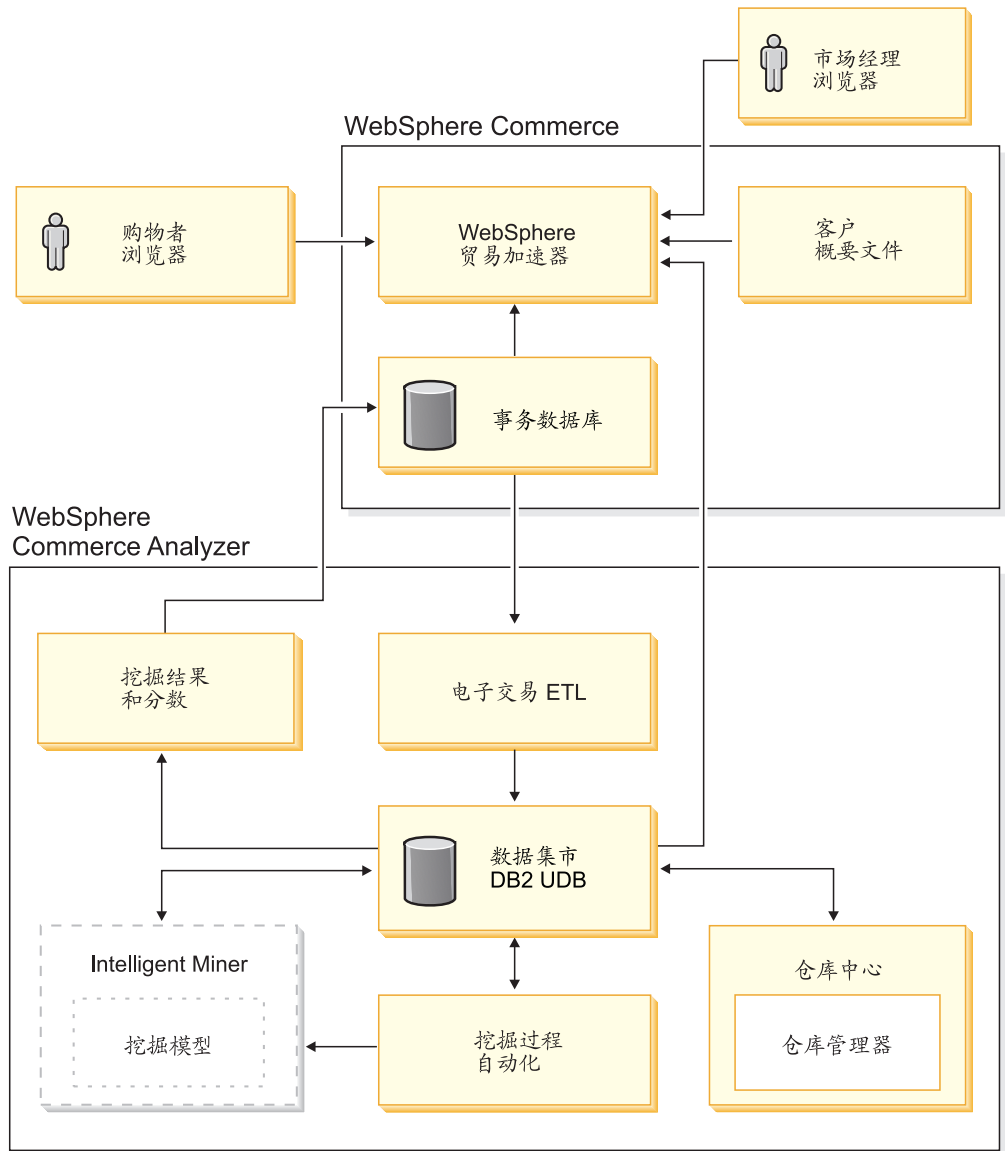 市场经理
浏览器
WebSphere Commerce
购物者
浏览器
WebSphere
贸易加速器
客户
概要文件
事务数据库
WebSphere
Commerce Analyzer
挖掘结果
和分数
电子交易 ETL
数据集市
DB2 UDB
Intelligent Miner
挖掘模型
挖掘过程
自动化
仓库中心
仓库管理器